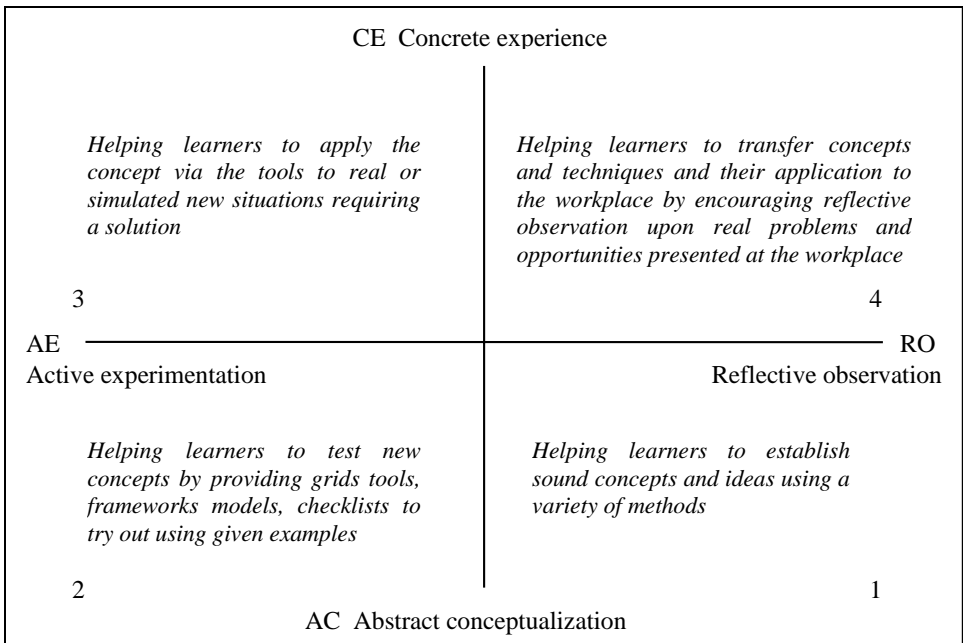 CE Concrete experience
Helping learners to apply the
concept via the tools to real or
simulated new situations requiring
a solution
3
Helping learners to transfer concepts
and techniques and their application to
the workplace by encouraging reflective
observation upon real problems and
opportunities presented at the workplace
4
AE
Active experimentation
RO
Reflective observation
Helping learners to test new
concepts by providing grids tools,
frameworks models, checklists to
try out using given examples
2
Helping learners to establish
sound concepts and ideas using a
variety of methods
1
AC Abstract conceptualization